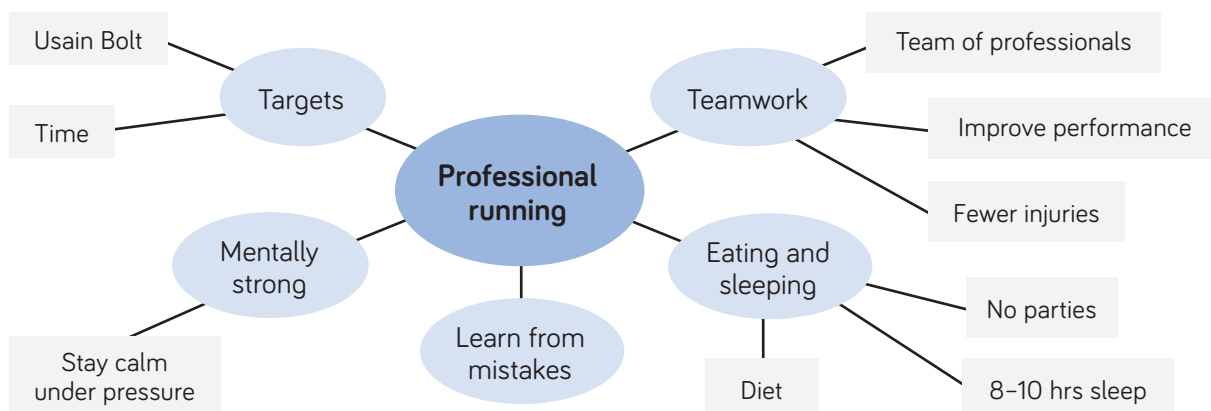 Usain Bolt
Targets
Time
Teamwork
Team of professionals
Improve performance
Fewer injuries
Professional
running
Mentally
strong
Stay calm
under pressure
Learn from
mistakes
Eating and
sleeping
No parties
Diet
8–10 hrs sleep